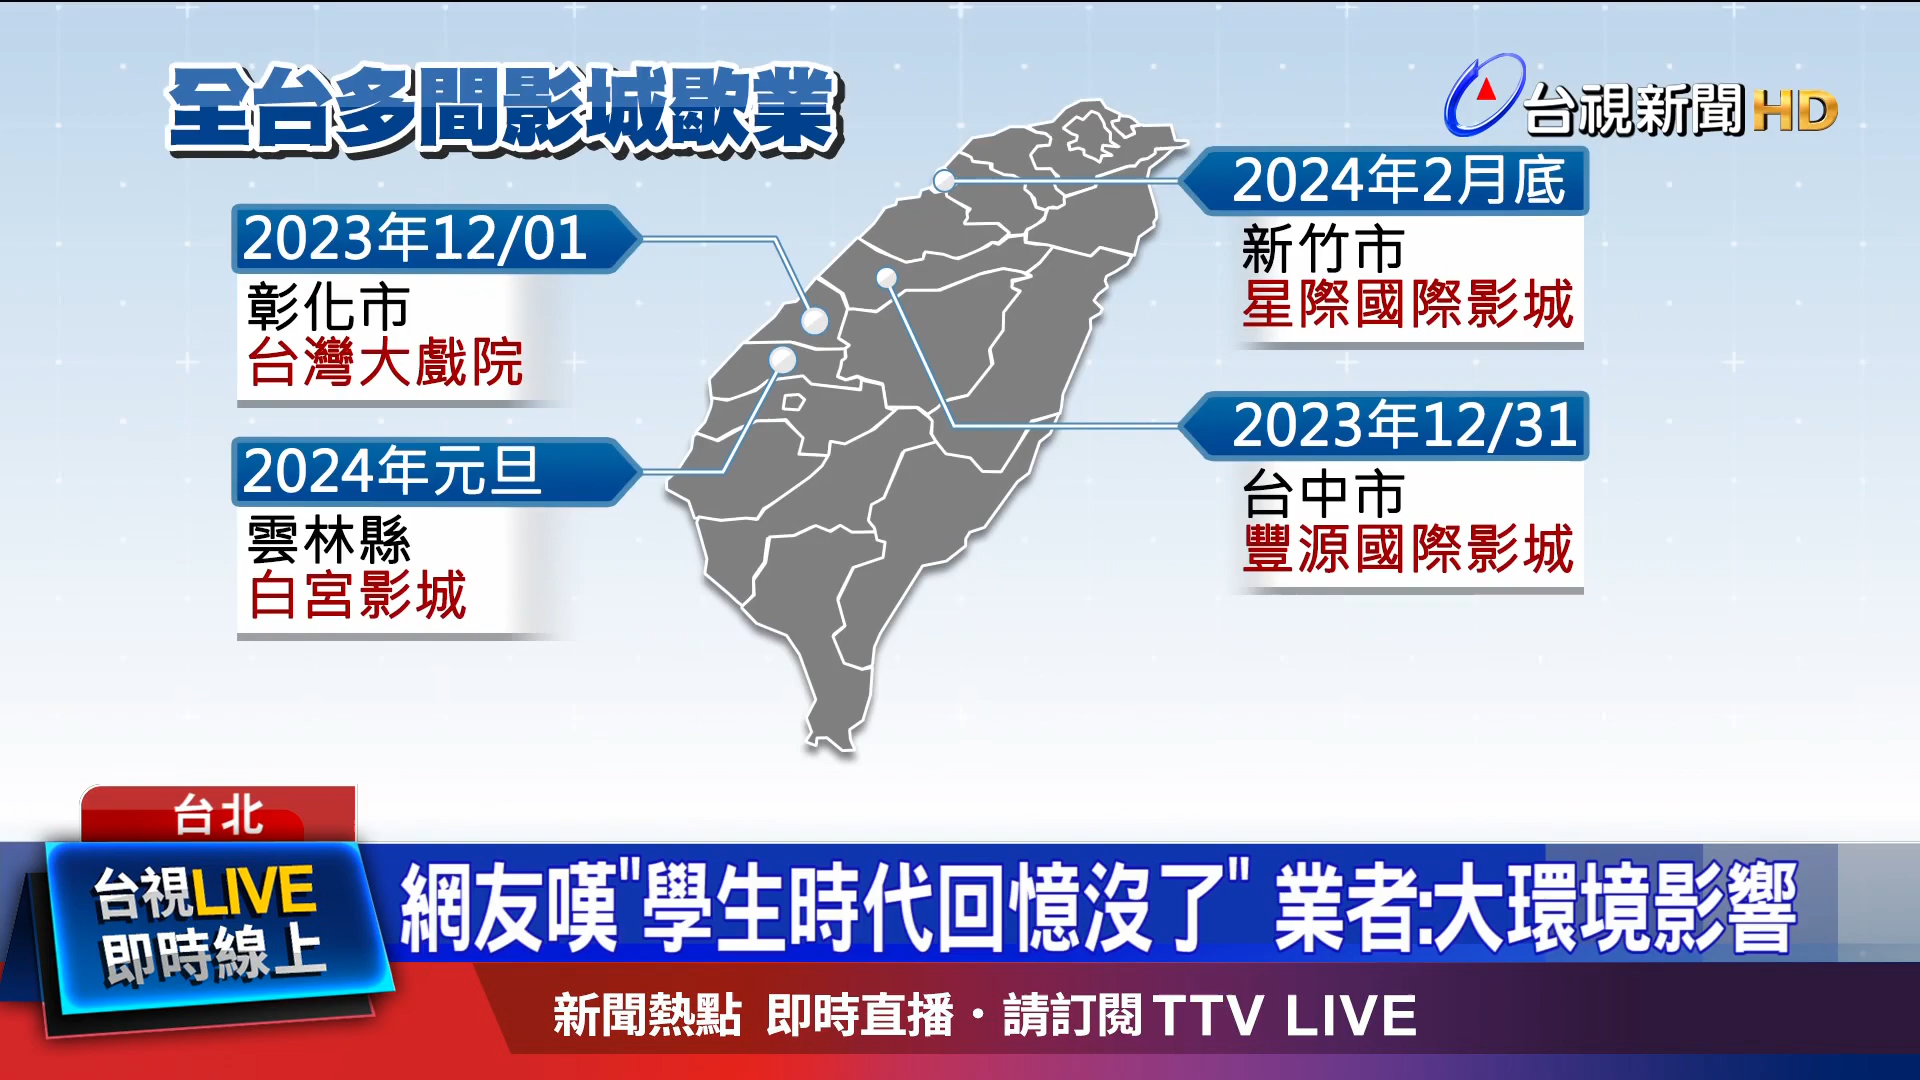 全台多間影城歇業
台視新聞HD
2023年12/01
彰化市
台灣大戲院
2024年元旦
雲林縣
白宮影城
2024年2月底
新竹市
星際國際影城
2023年12/31
台中市
豐源國際影城
台北
台視LIVE
即時線上
網友嘆"學生時代回憶沒了" 業者:大環境影響
新聞熱點 即時直播・請訂閱TTV LIVE